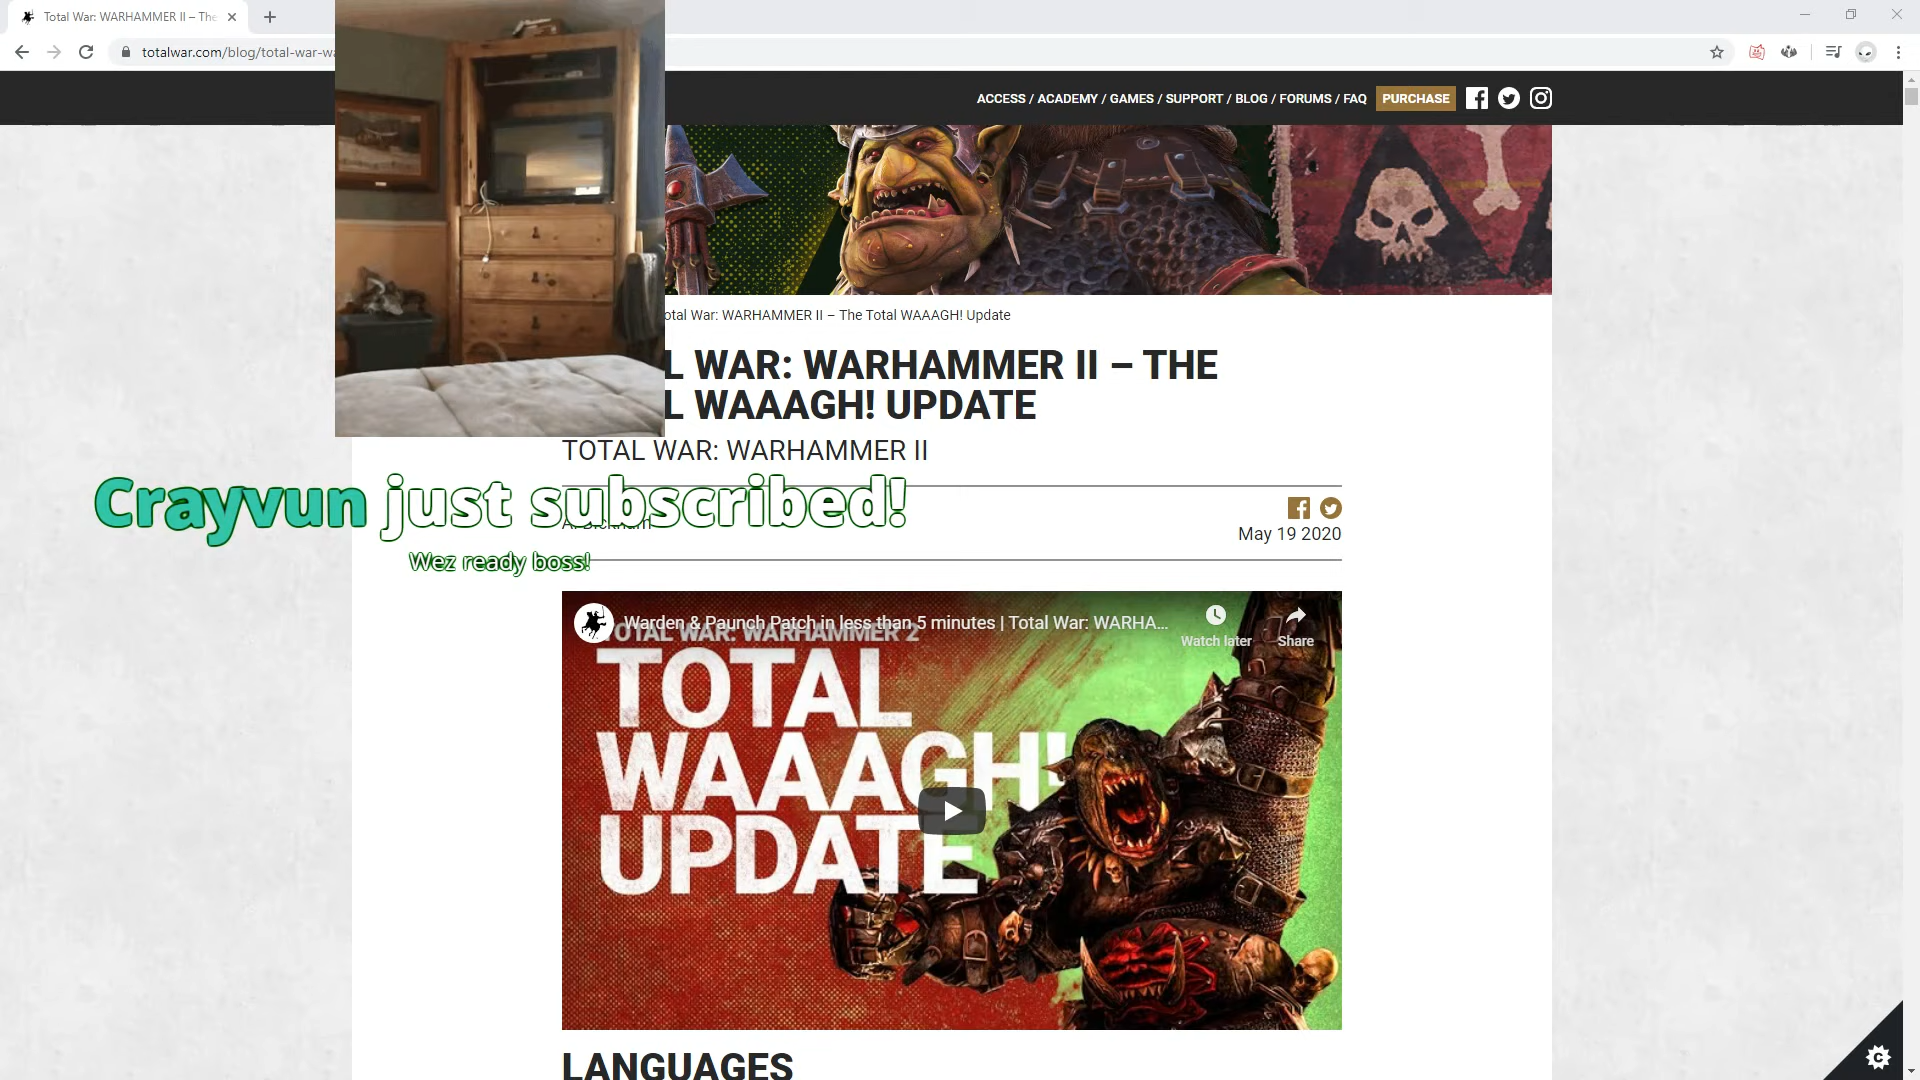 Total War: WARHAMMER II – The
totalwar.com/blog/total-war-wa
ACCESS / ACADEMY / GAMES / SUPPORT / BLOG / FORUMS / FAQ PURCHASE
otal War: WARHAMMER II – The Total WAAAGH! Update
L WAR: WARHAMMER II – THE
L WAAAGH! UPDATE
TOTAL WAR: WARHAMMER II
Crayvun just subscribed!
May 19 2020
Wez ready boss!
Warden & Paunch Patch in less than 5 minutes | Total War: WARHA...
Watch later Share
TOTAL WAR: WARHAMMER 2
TOTAL
WAAAGH!
UPDATE
LANGUAGES